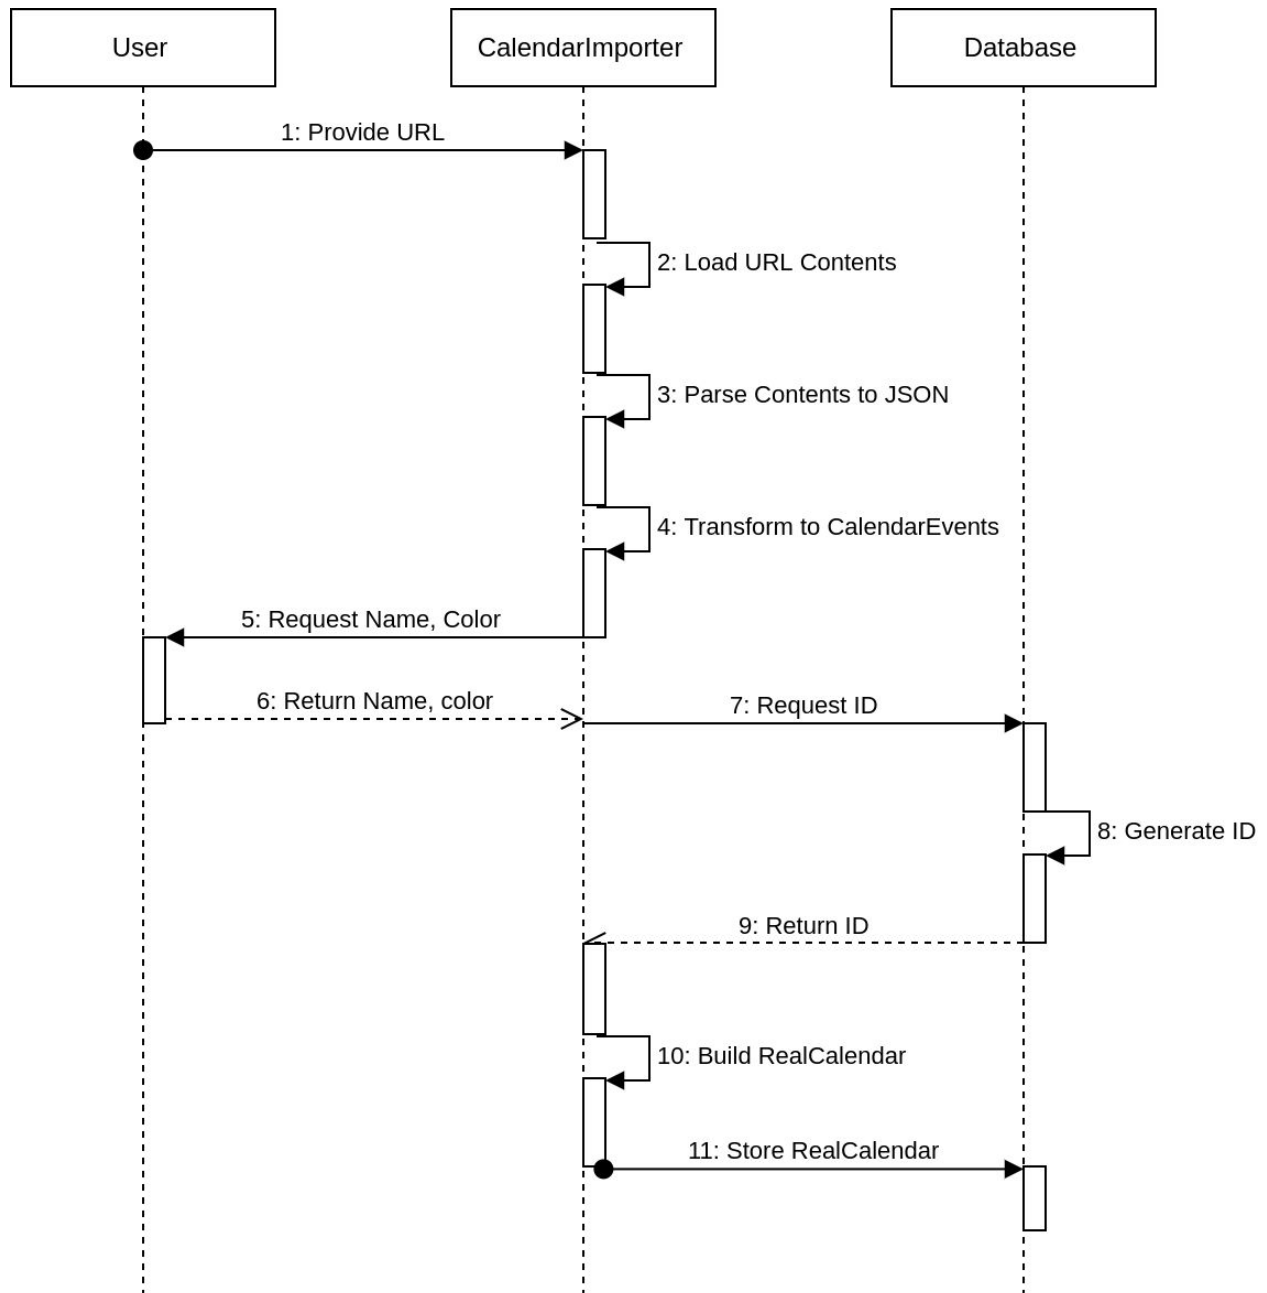 User
CalendarImporter
Database
1: Provide URL
2: Load URL Contents
3: Parse Contents to JSON
4: Transform to CalendarEvents
5: Request Name, Color
6: Return Name, color
7: Request ID
8: Generate ID
9: Return ID
10: Build RealCalendar
11: Store RealCalendar